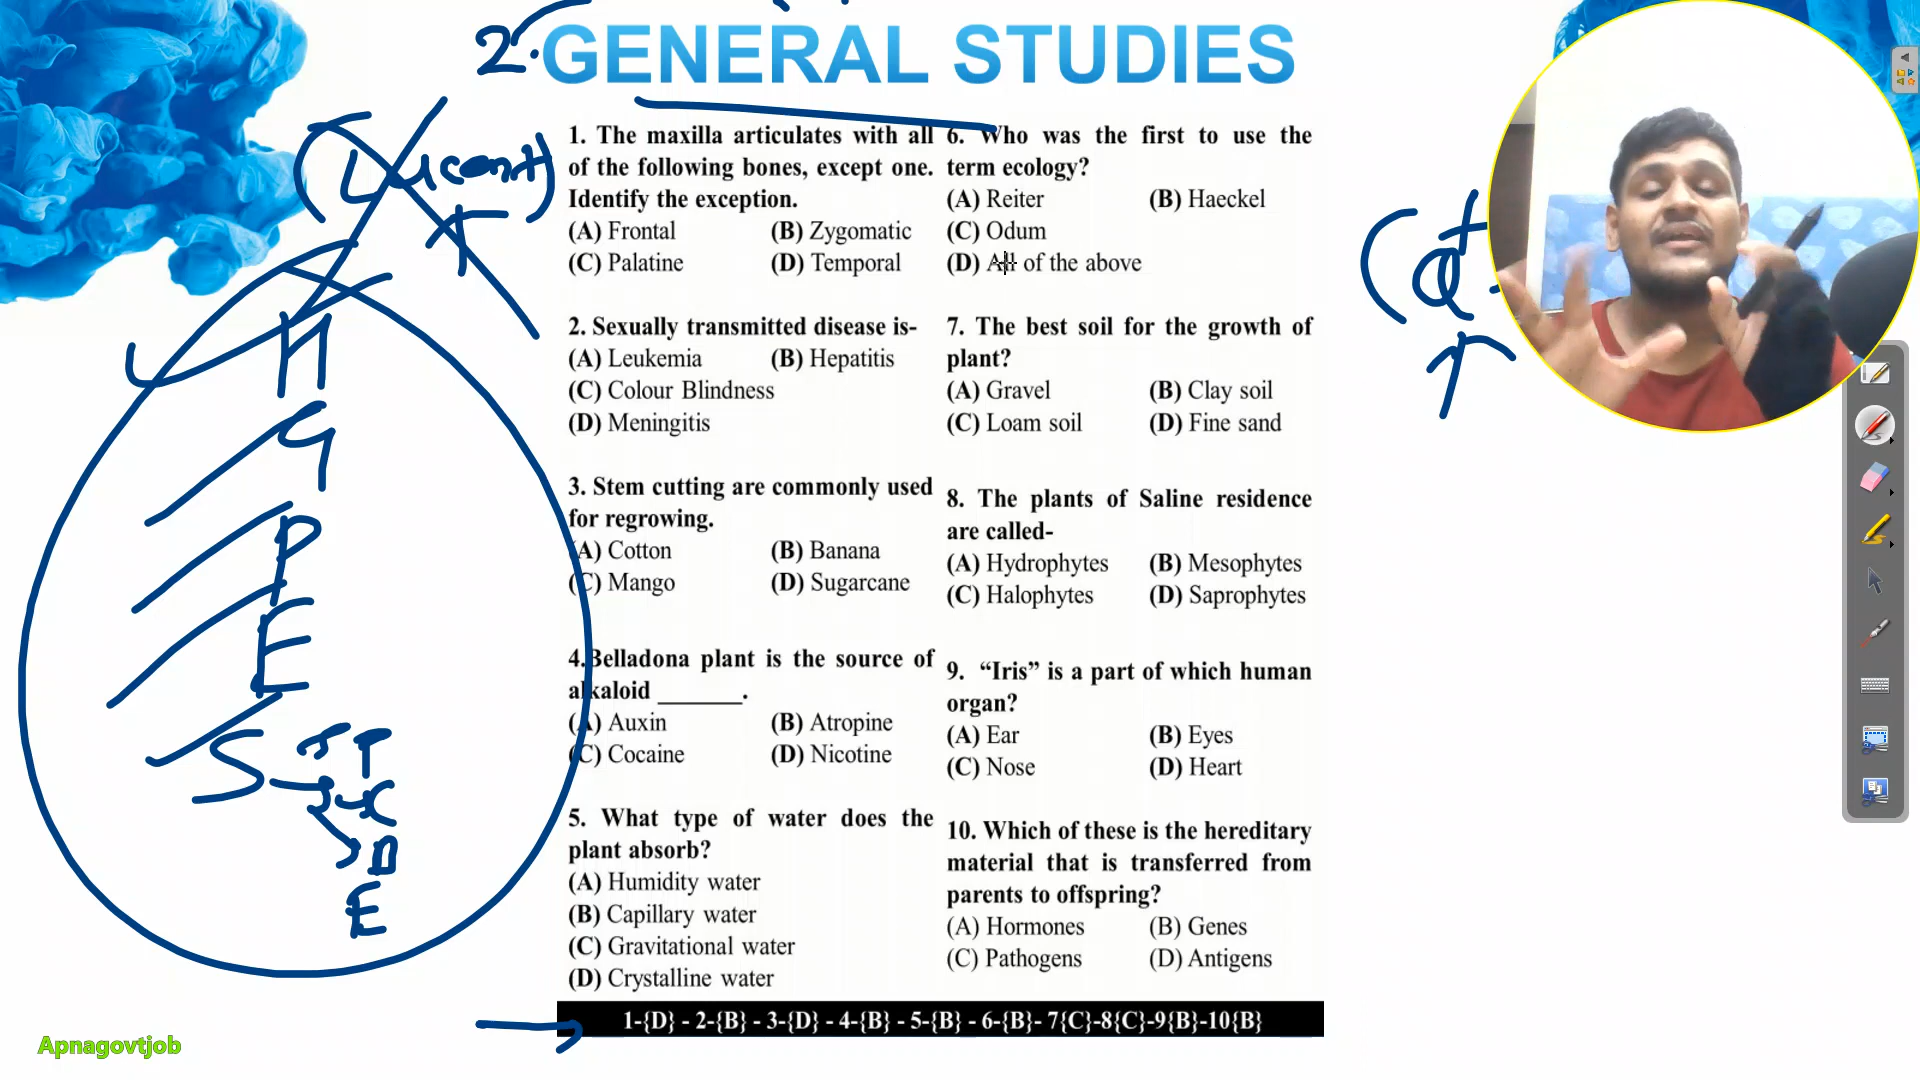 2.
GENERAL STUDIES
(Lucent)
1. The maxilla articulates with all
of the following bones, except one.
Identify the exception.
(A) Frontal (B) Zygomatic
(C) Palatine (D) Temporal
2. Sexually transmitted disease is-
(A) Leukemia (B) Hepatitis
(C) Colour Blindness
(D) Meningitis
3. Stem cutting are commonly used
for regrowing.
(A) Cotton (B) Banana
(C) Mango (D) Sugarcane
4.Belladona plant is the source of
alkaloid _______.
(A) Auxin (B) Atropine
(C) Cocaine (D) Nicotine
5. What type of water does the
plant absorb?
(A) Humidity water
(B) Capillary water
(C) Gravitational water
(D) Crystalline water
6. Who was the first to use the
term ecology?
(A) Reiter (B) Haeckel
(C) Odum
(D) All of the above
7. The best soil for the growth of
plant?
(A) Gravel (B) Clay soil
(C) Loam soil (D) Fine sand
8. The plants of Saline residence
are called-
(A) Hydrophytes (B) Mesophytes
(C) Halophytes (D) Saprophytes
9. “Iris” is a part of which human
organ?
(A) Ear (B) Eyes
(C) Nose (D) Heart
10. Which of these is the hereditary
material that is transferred from
parents to offspring?
(A) Hormones (B) Genes
(C) Pathogens (D) Antigens
1-{D} - 2-{B} - 3-{D} - 4-{B} - 5-{B} - 6-{B}- 7{C}-8{C}-9{B}-10{B}
H
G
P
E
S
P
C
B
E
Apnagovtjob